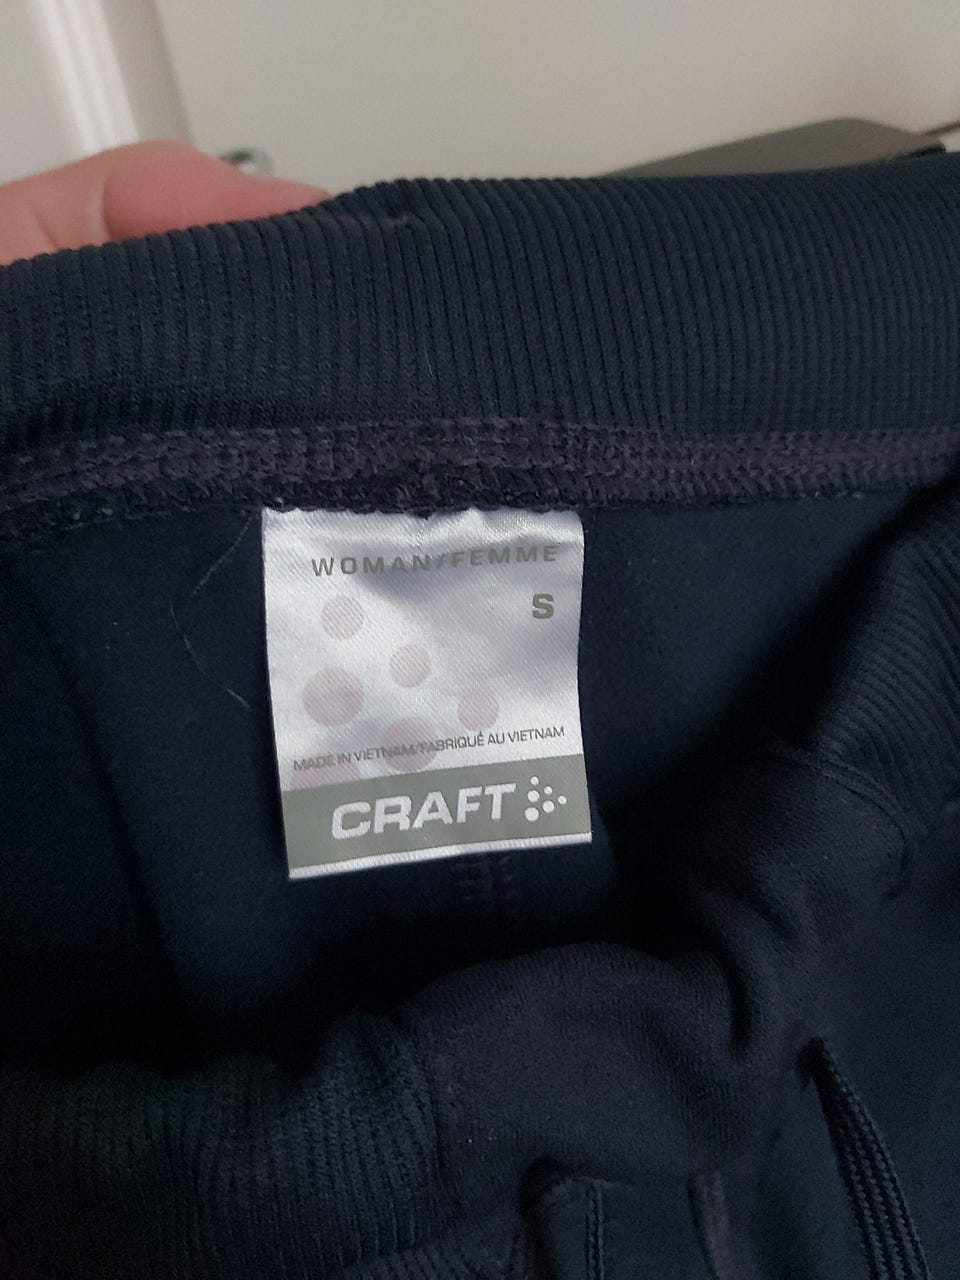 WOMAN/FEMME
S
MADE IN VIETNAM/FABRIQUÉ AU VIETNAM
CRAFT